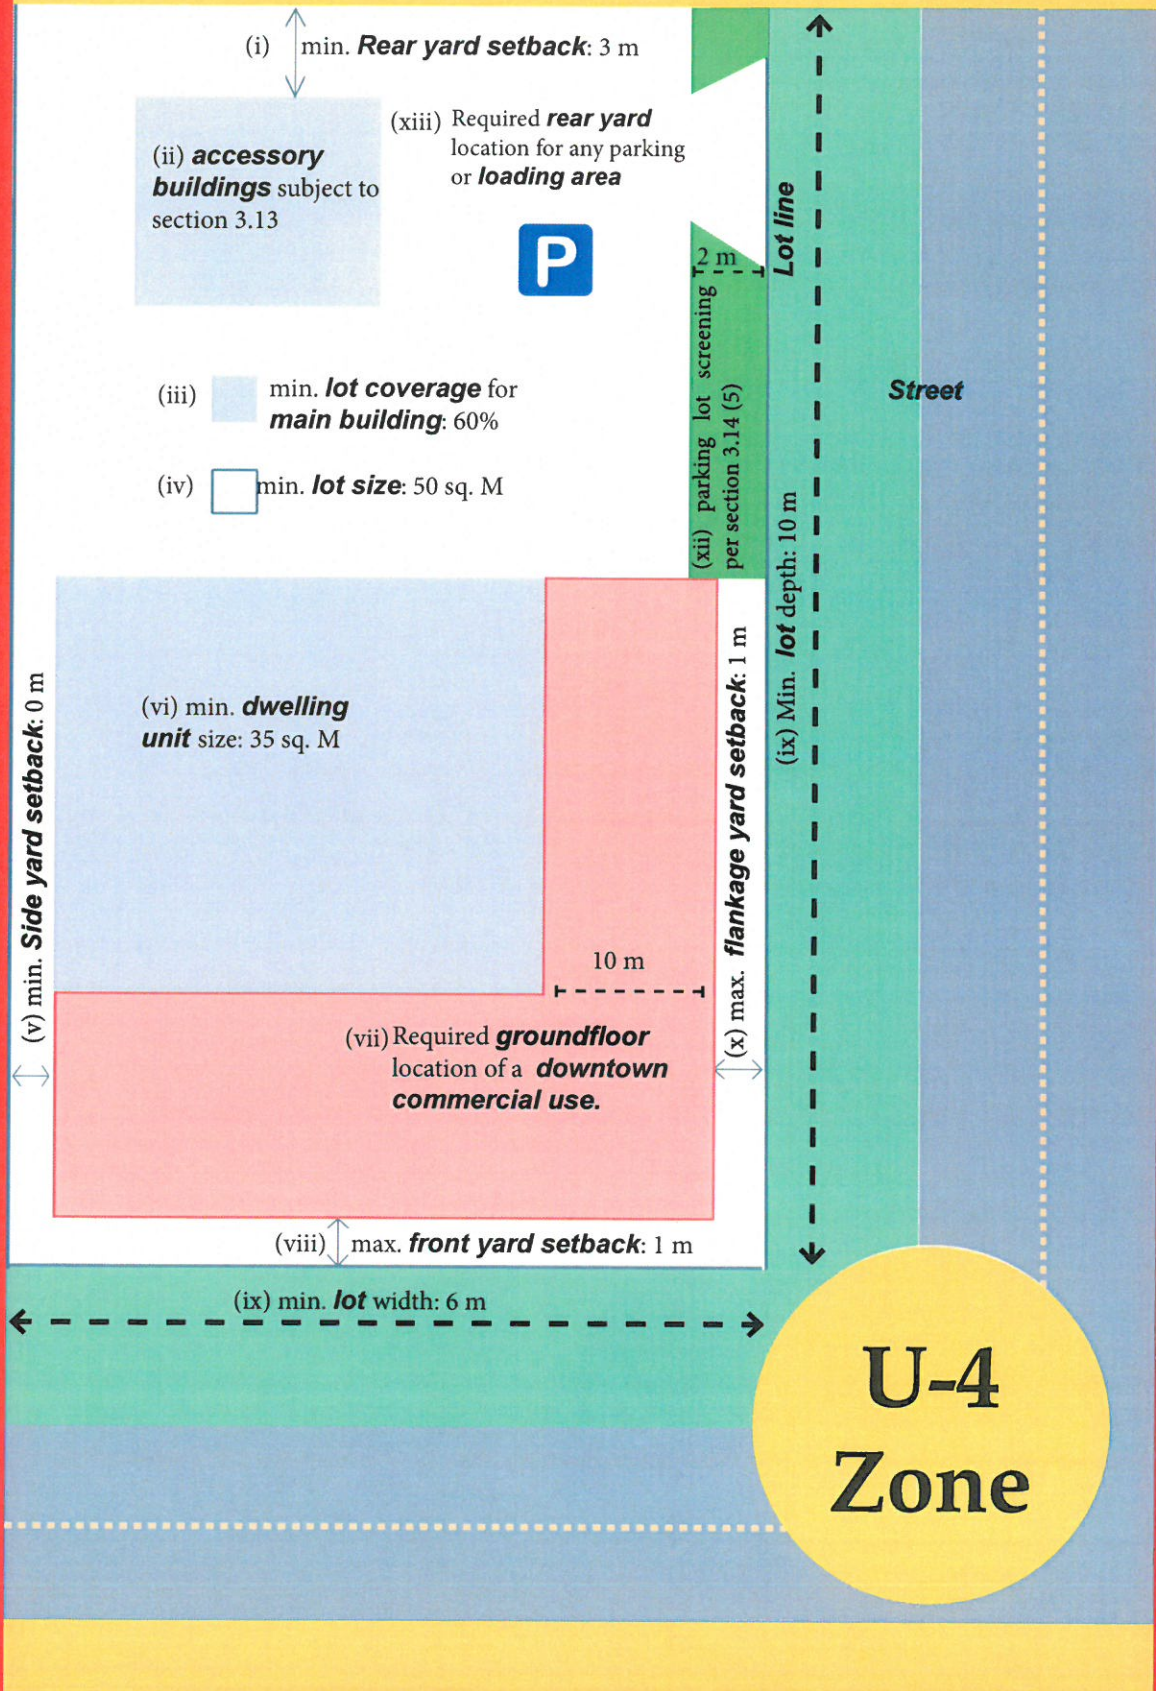 (i) min. Rear yard setback: 3 m
(ii) accessory
buildings subject to
section 3.13
(xiii) Required rear yard
location for any parking
or loading area
P
2 m
Lot line
(xii) parking lot screening
per section 3.14 (5)
Street
(iii) min. lot coverage for
main building: 60%
(iv) min. lot size: 50 sq. M
(ix) Min. lot depth: 10 m
(v) min. Side yard setback: 0 m
(vi) min. dwelling
unit size: 35 sq. M
(x) max. flankage yard setback: 1 m
10 m
(vii) Required groundfloor
location of a downtown
commercial use.
(viii) max. front yard setback: 1 m
(ix) min. lot width: 6 m
U-4
Zone